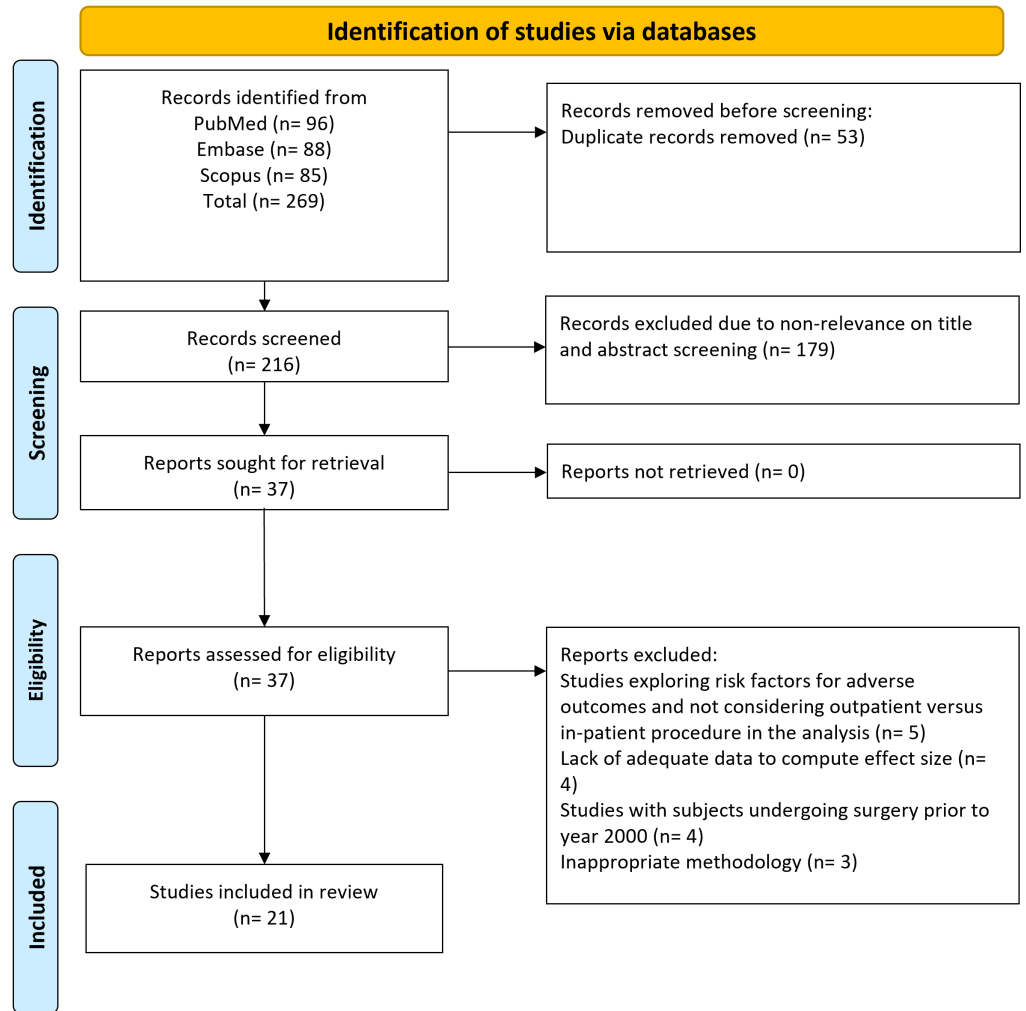 Identification of studies via databases
Identification
Records identified from
PubMed (n= 96)
Embase (n= 88)
Scopus (n= 85)
Total (n= 269)
Records removed before screening:
Duplicate records removed (n= 53)
Screening
Records screened
(n= 216)
Records excluded due to non-relevance on title
and abstract screening (n= 179)
Reports sought for retrieval
(n= 37)
Reports not retrieved (n= 0)
Eligibility
Reports assessed for eligibility
(n= 37)
Reports excluded:
Studies exploring risk factors for adverse
outcomes and not considering outpatient versus
in-patient procedure in the analysis (n= 5)
Lack of adequate data to compute effect size (n=
4)
Studies with subjects undergoing surgery prior to
year 2000 (n= 4)
Inappropriate methodology (n= 3)
Included
Studies included in review
(n= 21)